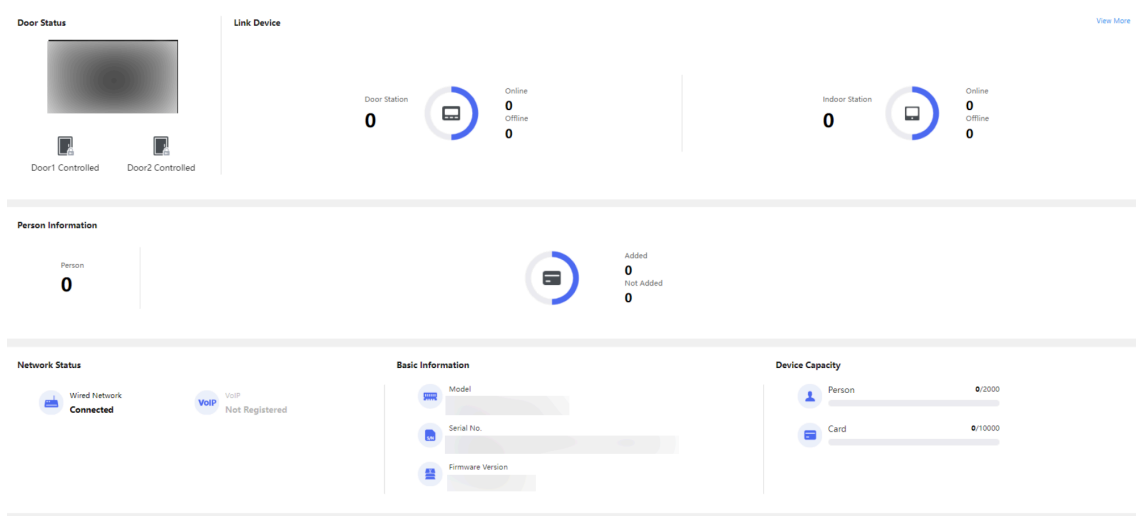 Door Status
Link Device
View More
Door Station
0
Online
0
Offline
0
Indoor Station
0
Online
0
Offline
0
Door1 Controlled
Door2 Controlled
Person Information
Person
0
Added
0
Not Added
0
Network Status
Wired Network
Connected
VoIP
VoIP
Not Registered
Basic Information
Model
Serial No.
Firmware Version
Device Capacity
Person
0/2000
Card
0/10000